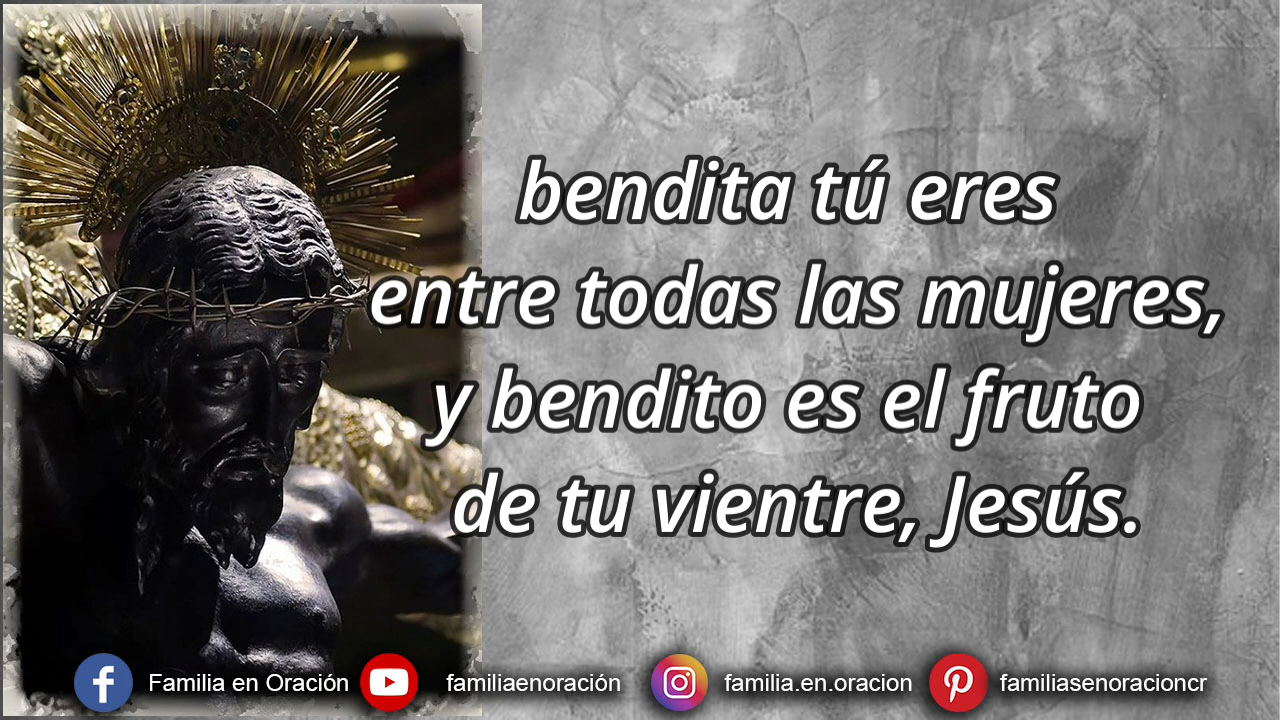 bendita tú eres
entre todas las mujeres,
y bendito es el fruto
de tu vientre, Jesús.
Familia en Oración familiaenoración familia.en.oracion familiasenoracioncr